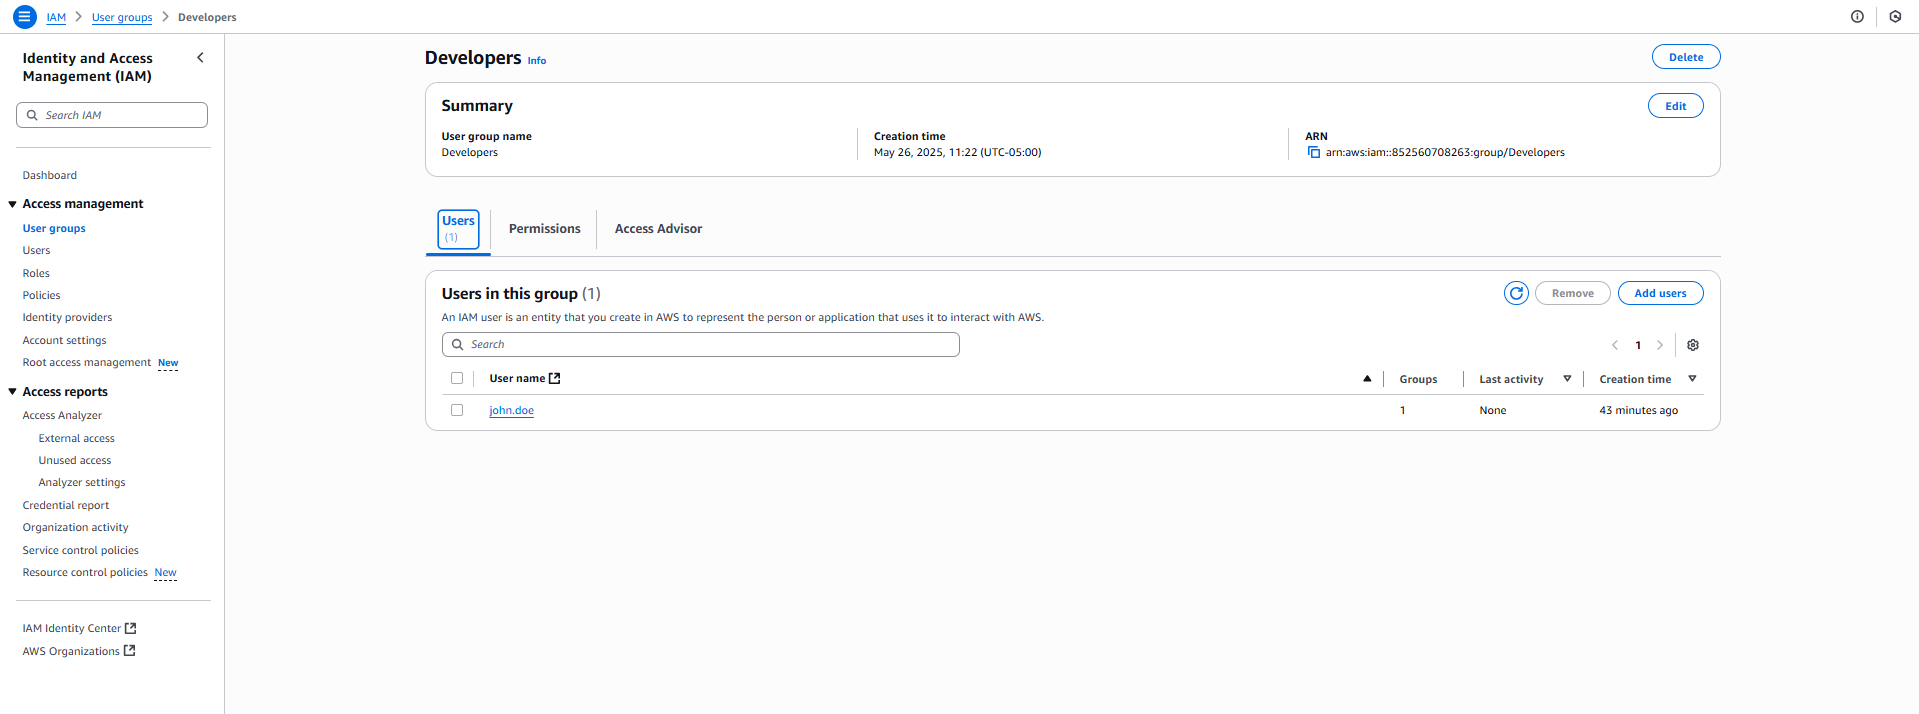 IAM > User groups > Developers
Identity and Access
Management (IAM)
Search IAM
Dashboard
Access management
User groups
Users
Roles
Policies
Identity providers
Account settings
Root access management New
Access reports
Access Analyzer
External access
Unused access
Analyzer settings
Credential report
Organization activity
Service control policies
Resource control policies New
IAM Identity Center
AWS Organizations
Developers Info
Delete
Summary
Edit
User group name
Developers
Creation time
May 26, 2025, 11:22 (UTC-05:00)
ARN
arn:aws:iam::852560708263:group/Developers
Users
(1)
Permissions
Access Advisor
Users in this group (1)
Remove
Add users
An IAM user is an entity that you create in AWS to represent the person or application that uses it to interact with AWS.
Search
1
User name Groups Last activity Creation time
john.doe 1 None 43 minutes ago